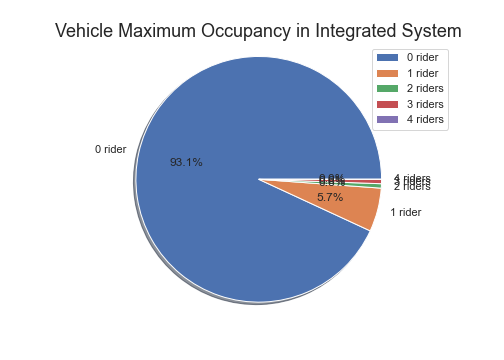 Vehicle Maximum Occupancy in Integrated System
0 rider
1 rider
2 riders
3 riders
4 riders
0 rider
93.1%
4 riders
2 riders
5.7%
1 rider